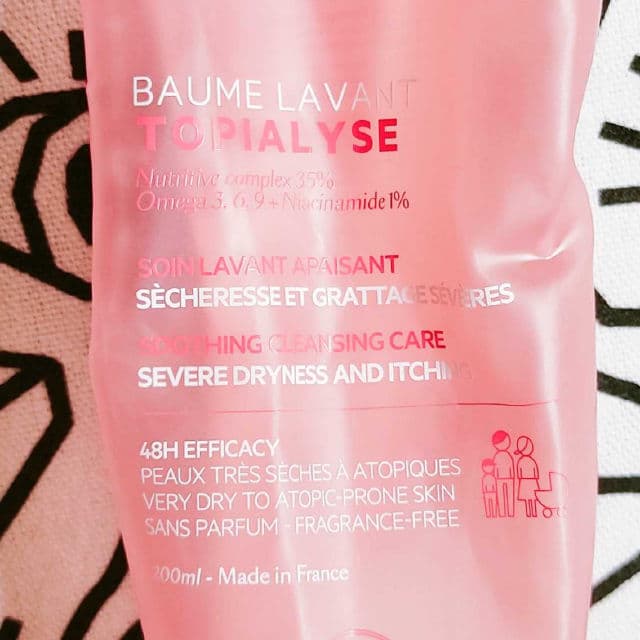 BAUME LAVANT
TOPIALYSE
Nutritive complex 35%
Omega 3, 6, 9 + Niacinamide 1%
SOIN LAVANT APAISANT
SÈCHERESSE ET GRATTAGE SÉVÈRES
SOOTHING CLEANSING CARE
SEVERE DRYNESS AND ITCHING
48H EFFICACY
PEAUX TRÈS SÈCHES À ATOPIQUES
VERY DRY TO ATOPIC-PRONE SKIN
SANS PARFUM - FRAGRANCE-FREE
200ml - Made in France